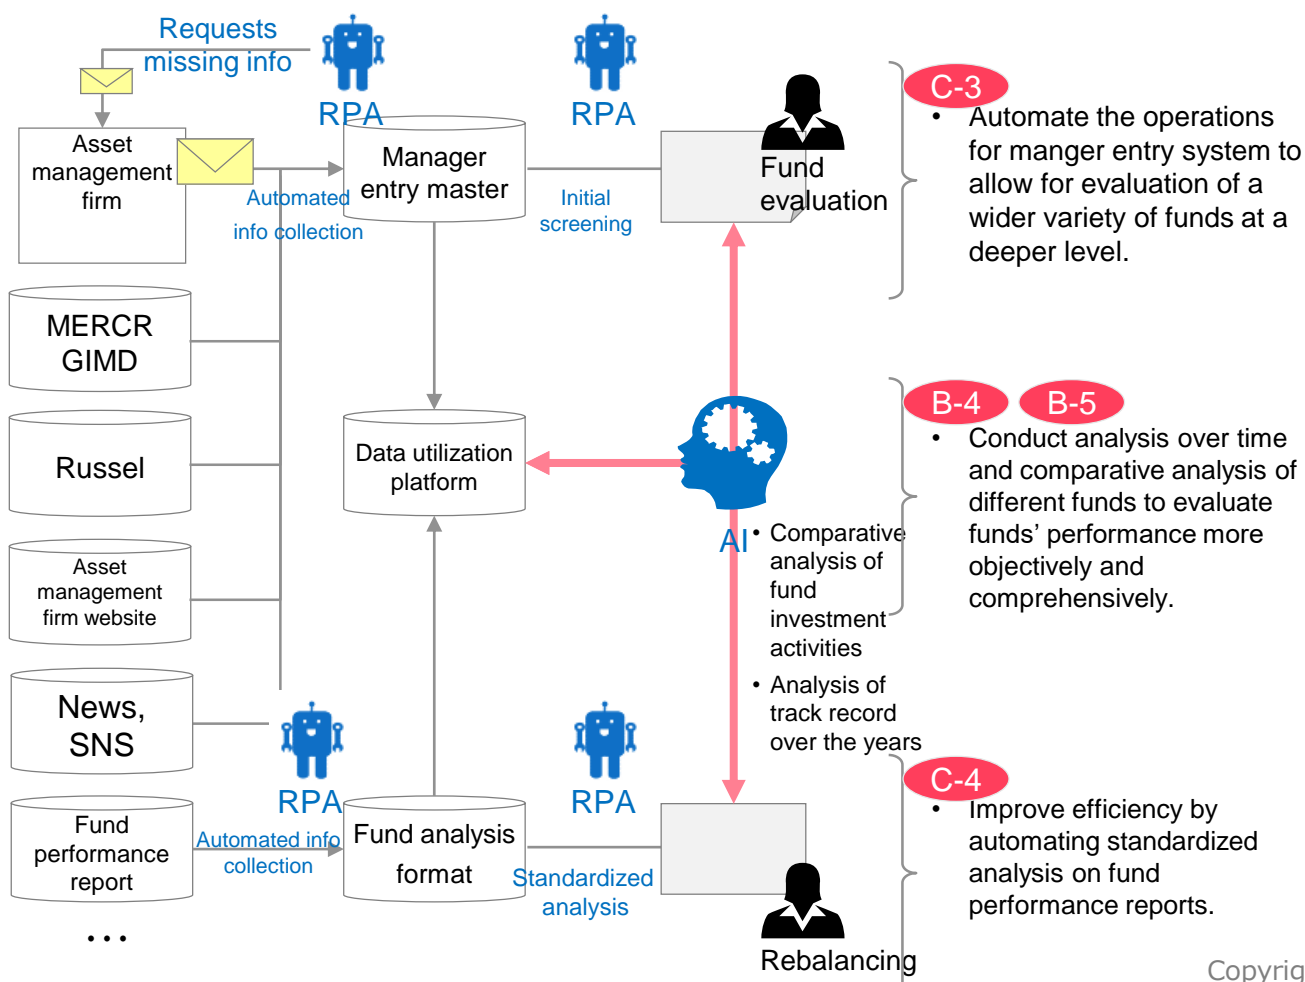 Requests
missing info
RPA
RPA
Asset
management
firm
Automated
info collection
Manager
entry master
Initial
screening
Fund
evaluation
C-3
• Automate the operations
for manger entry system to
allow for evaluation of a
wider variety of funds at a
deeper level.
MERCR
GIMD
Russel
Asset
management
firm website
News,
SNS
Data utilization
platform
AI
• Comparative
analysis of
fund
investment
activities
• Analysis of
track record
over the years
B-4
B-5
• Conduct analysis over time
and comparative analysis of
different funds to evaluate
funds’ performance more
objectively and
comprehensively.
RPA
RPA
Fund
performance
report
Automated info
collection
Fund analysis
format
Standardized
analysis
Rebalancing
C-4
• Improve efficiency by
automating standardized
analysis on fund
performance reports.
...
Copyrig